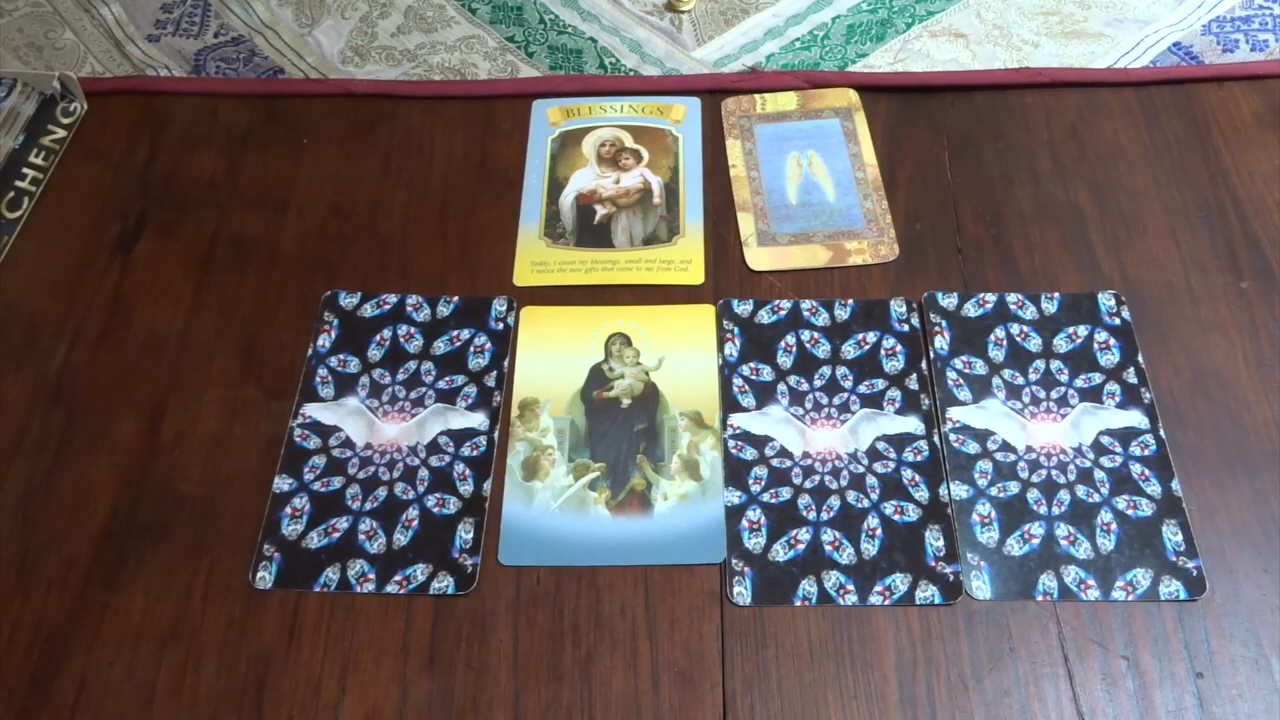 CHENG
BLESSINGS
Today, I count my blessings, small and large, and
I notice the new gifts that come to me from God.